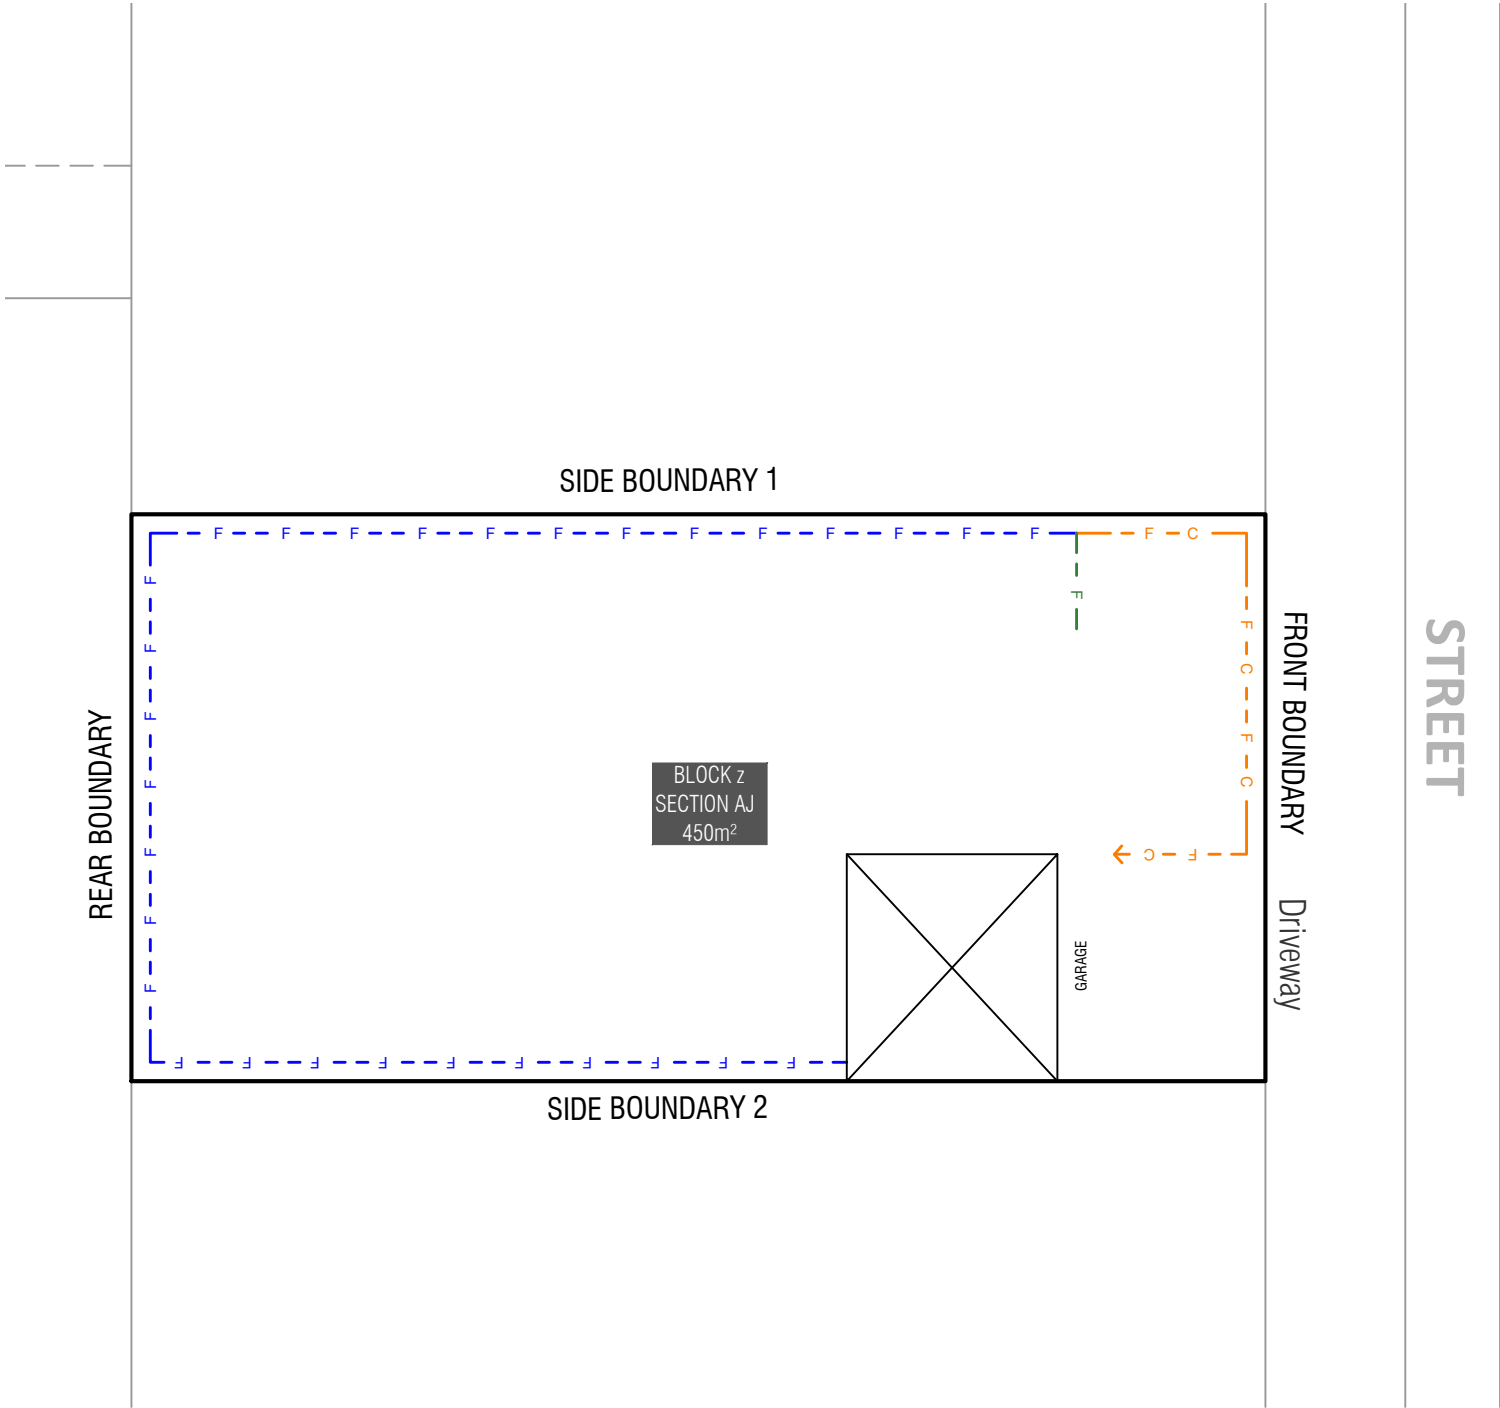 SIDE BOUNDARY 1
F F F F F F F F F F F F F F C
F F F F F F F
F
F C F C
C F
REAR BOUNDARY
BLOCK z
SECTION AJ
450m²
FRONT BOUNDARY
STREET
GARAGE
Driveway
F F F F F F F F F F
SIDE BOUNDARY 2